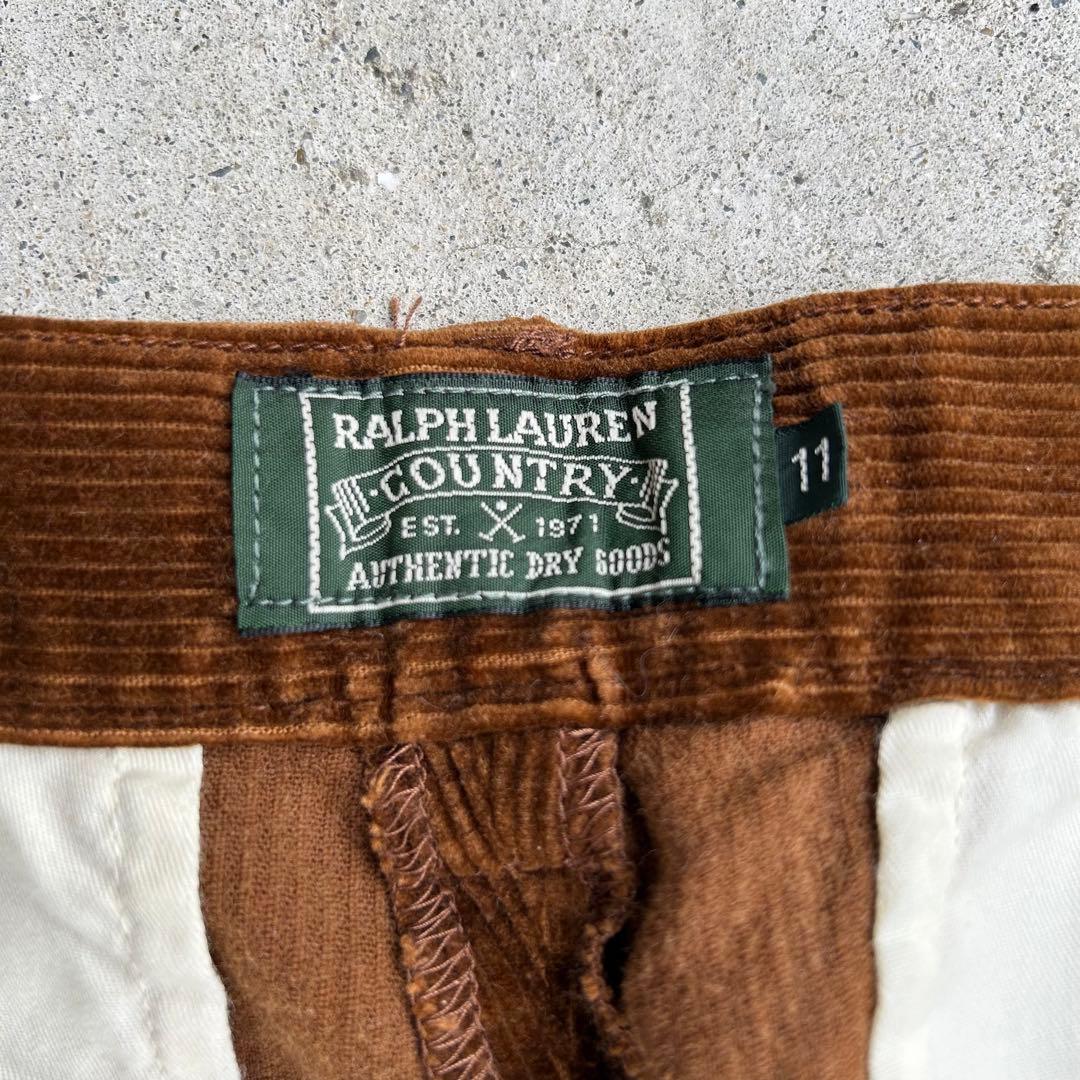 RALPH LAUREN
·COUNTRY·
EST. 1971
AUTHENTIC DRY GOODS
11